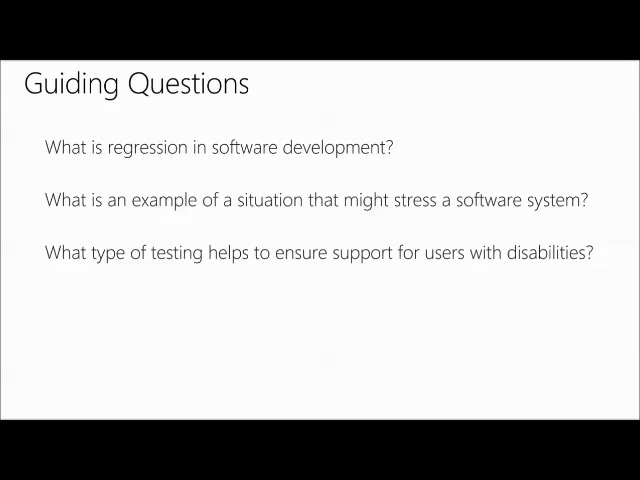 Guiding Questions
What is regression in software development?
What is an example of a situation that might stress a software system?
What type of testing helps to ensure support for users with disabilities?